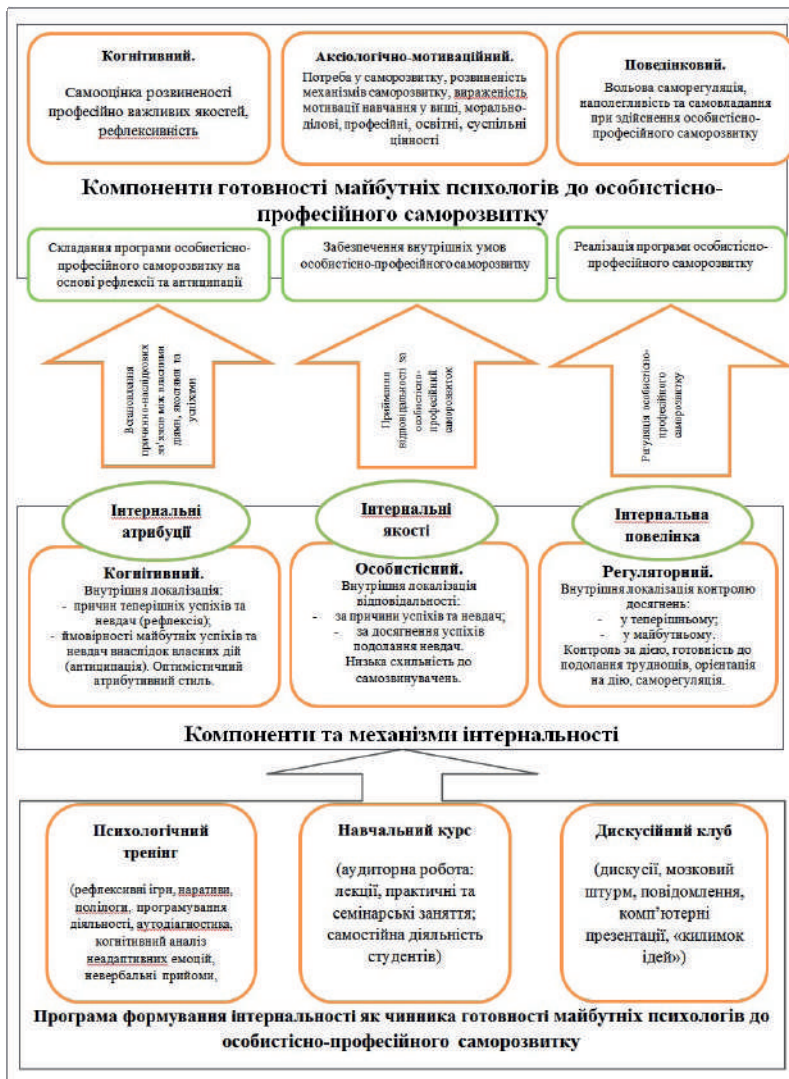 Когнитивний.
Самооцінка розвиненості
професійно важливих якостей,
рефлексивність
Аксіологічно-мотиваційний.
Потреба у саморозвитку, розвиненість
механізмів саморозвитку, вираженість
мотивації навчання у виші, морально-
ділові, професійні, освітні, суспільні
цінності
Поведінковий.
Вольова саморегуляція,
наполегливість та самовладання
при здійснення особистісно-
професійного саморозвитку
Компоненти готовності майбутніх психологів до особистісно-
професійного саморозвитку
Складання програми особистісно-
професійного саморозвитку на
основі рефлексії та антиципації
Забезпечення внутрішніх умов
особистісно-професійного саморозвитку
Реалізація програми особистісно-
професійного саморозвитку
Встановлення
причинно-наслідкових
зв'язків між власними
діями, якостями та
успіхами
Приймання
відповідальності за
особистісно-
професійний
саморозвиток
Регуляція особистісно-
професійного
саморозвитку
Інтернальні
атрибуції
Інтернальні
якості
Інтернальна
поведінка
Когнітивний.
Внутрішня локалізація:
- причин теперішніх успіхів та
невдач (рефлексія);
- ймовірності майбутніх успіхів та
невдач внаслідок власних дій
(антиципація). Оптимістичний
атрибутивний стиль.
Особистісний.
Внутрішня локалізація
відповідальності:
- за причини успіхів та невдач;
- за досягнення успіхів
подолання невдач.
Низька схильність до
самозвинувачень.
Регуляторний.
Внутрішня локалізація контролю
досягнень:
- у теперішньому;
- у майбутньому.
Контроль за дією, готовність до
подолання труднощів, орієнтація
на дію, саморегуляція.
Компоненти та механізми інтернальності
Психологічний
тренінг
(рефлексивні ігри, наративи,
полілоги, програмування
діяльності, аутодіагностика,
когнітивний аналіз
неадаптивних емоцій,
невербальні прийоми,
Навчальний курс
(аудиторна робота:
лекції, практичні та
семінарські заняття;
самостійна діяльність
студентів)
Дискусійний клуб
(дискусії, мозковий
штурм, повідомлення,
комп'ютерні
презентації, «килимок
ідей»)
Програма формування інтернальності як чинника готовності майбутніх психологів до
особистісно-професійного саморозвитку